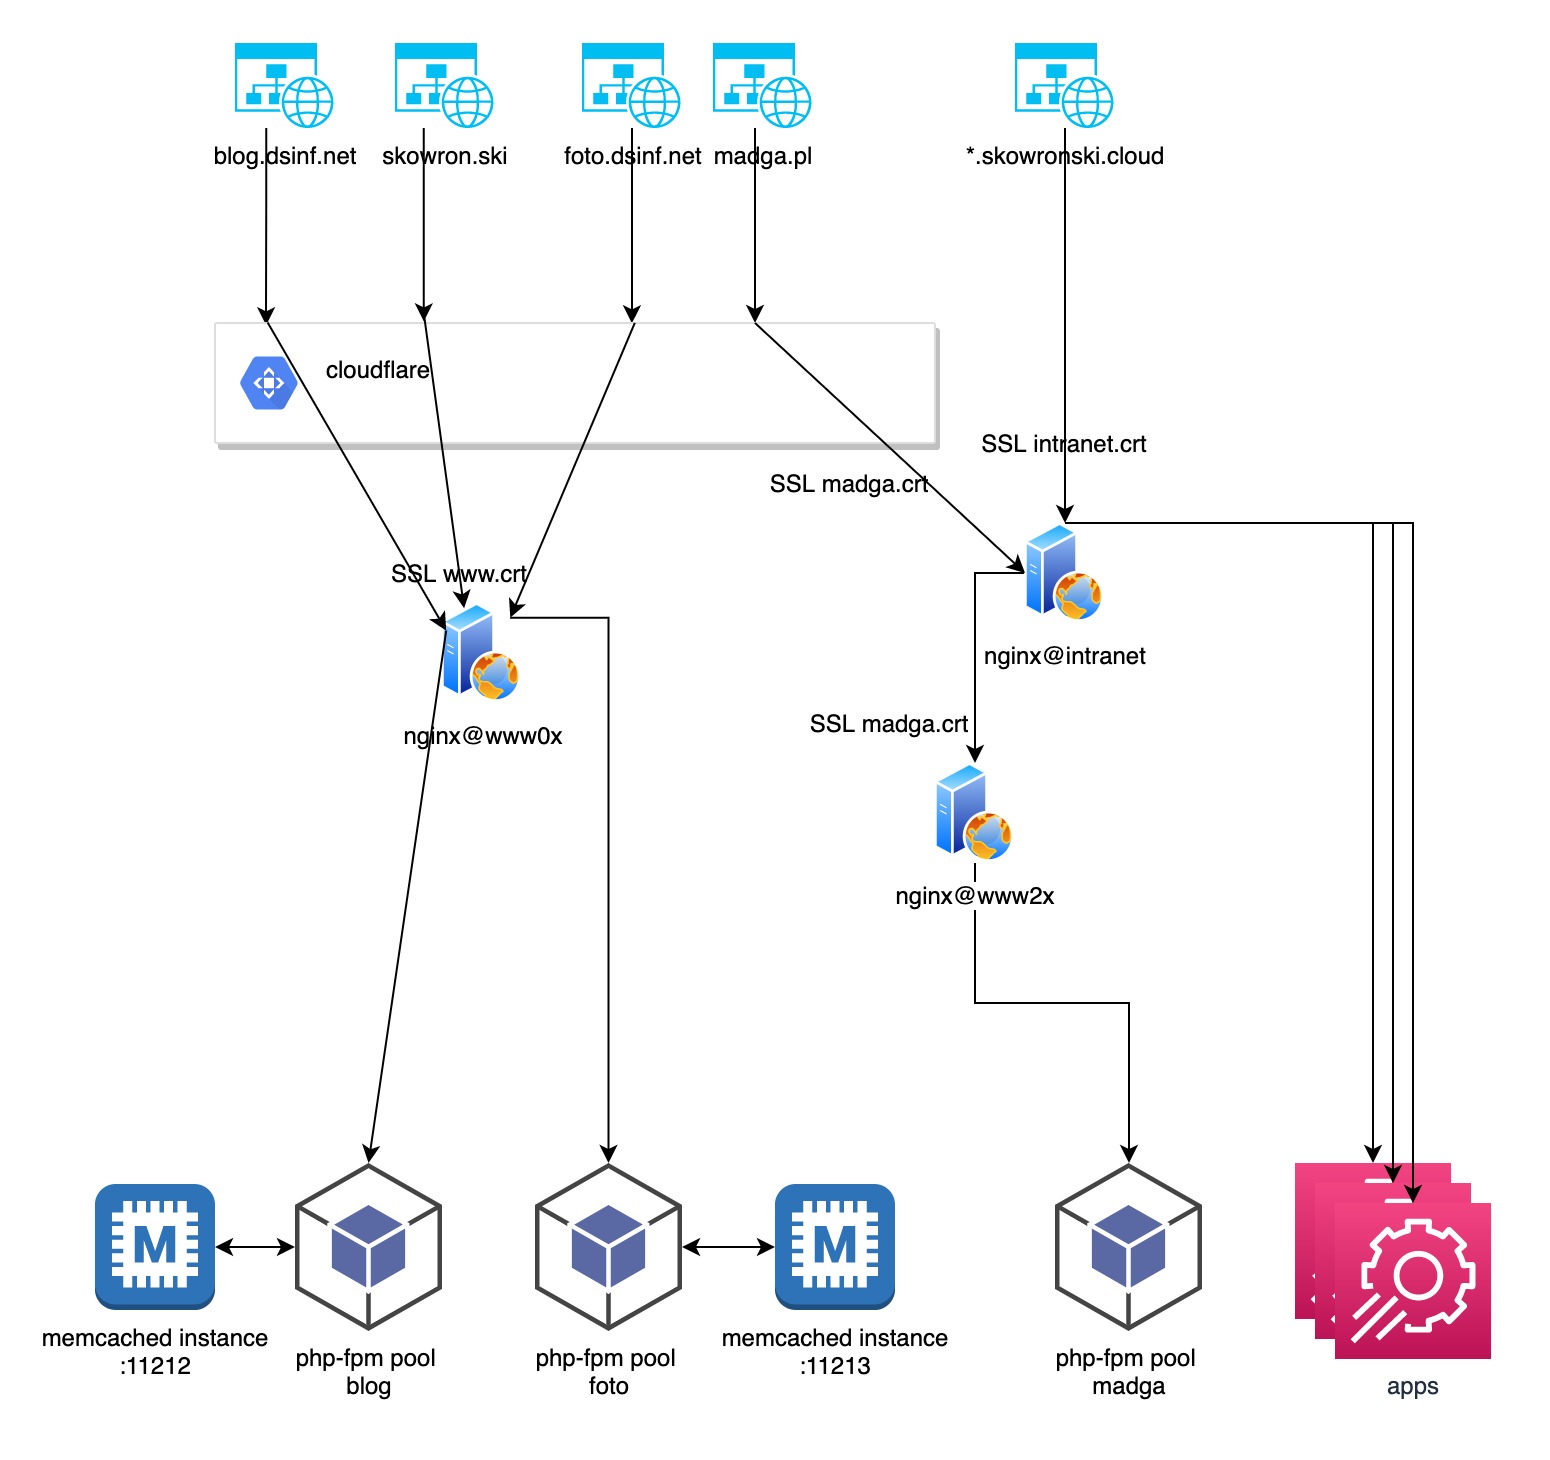 blog.dsinf.net
skowron.ski
foto.dsinf.net
madga.pl
*.skowronski.cloud
cloudflare
SSL intranet.crt
SSL madga.crt
SSL www.crt
nginx@intranet
SSL madga.crt
nginx@www0x
nginx@www2x
M
M
memcached instance
:11212
php-fpm pool
blog
php-fpm pool
foto
memcached instance
:11213
php-fpm pool
madga
apps